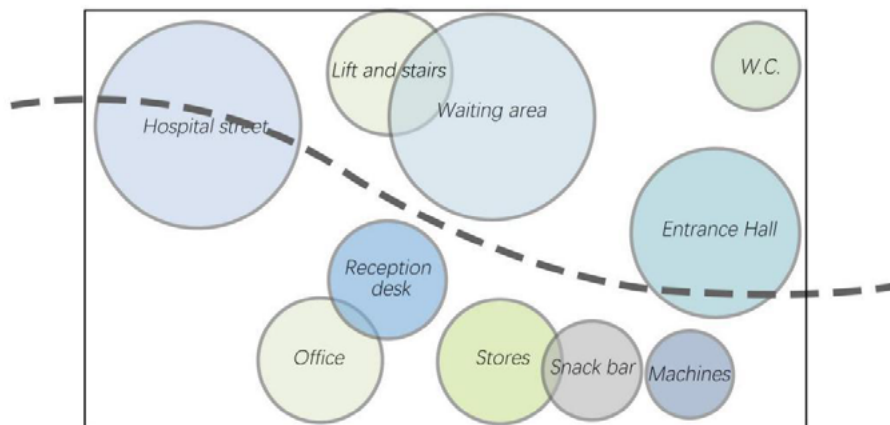 Lift and stairs
W.C.
Waiting area
Hospital street
Entrance Hall
Reception
desk
Office
Stores
Snack bar
Machines